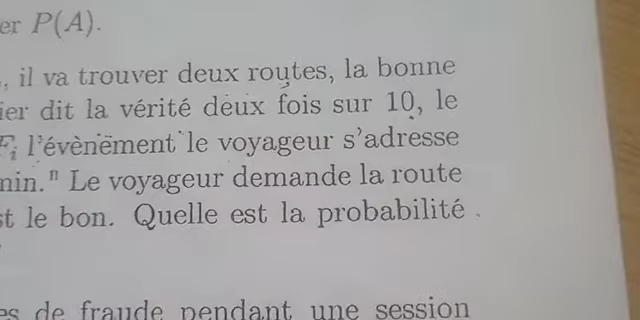 er P(A).
, il va trouver deux routes, la bonne
ier dit la vérité deux fois sur 10, le
F_i l'évènement le voyageur s'adresse
min." Le voyageur demande la route
st le bon. Quelle est la probabilité
es de fraude pendant une session